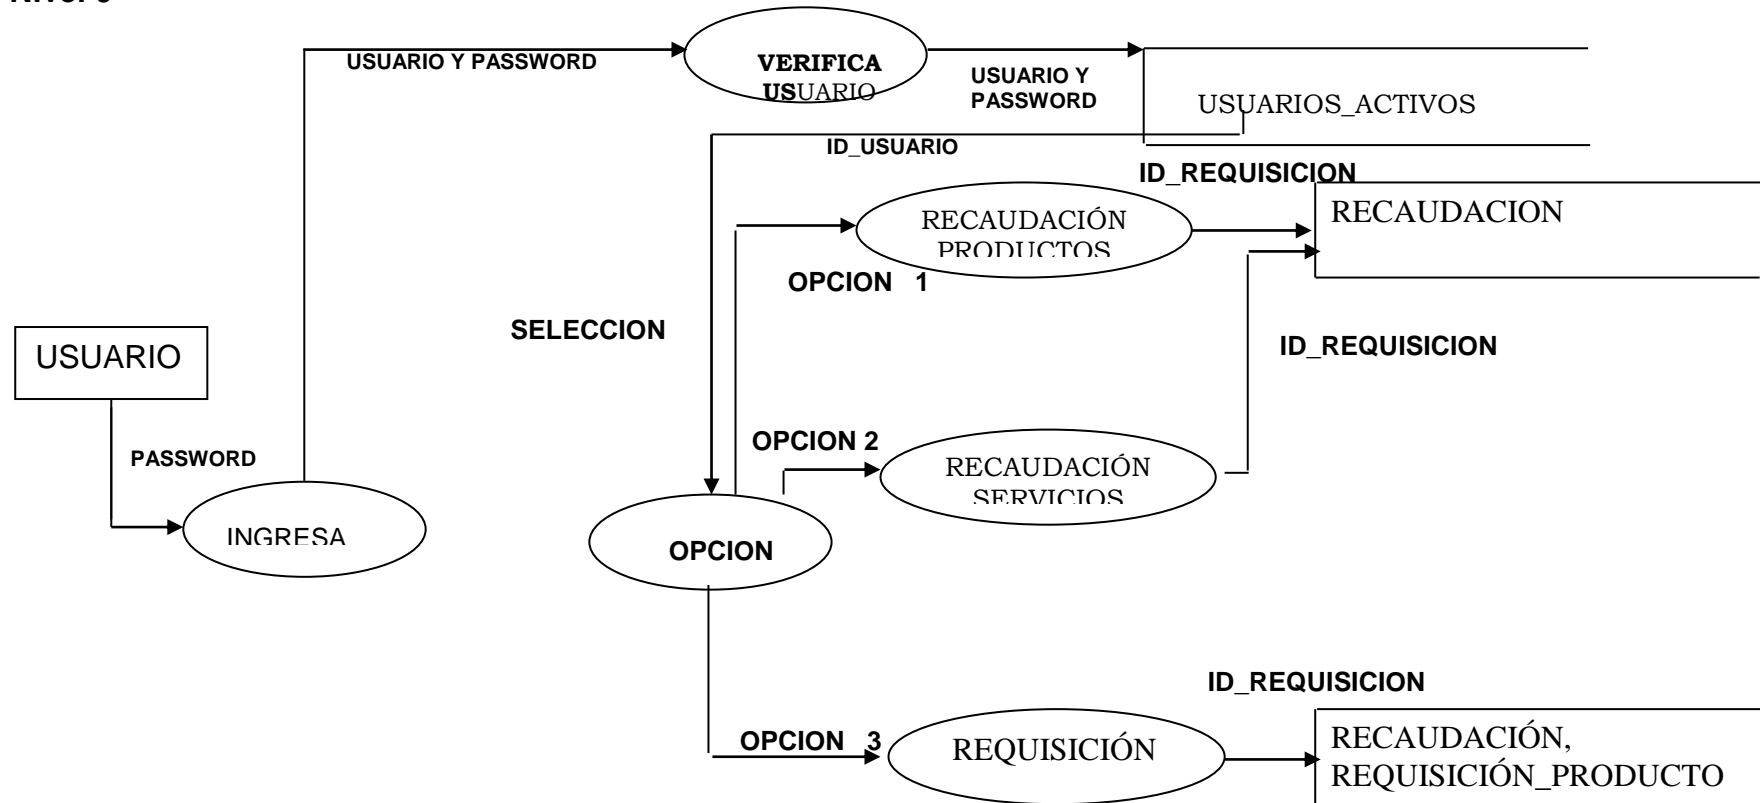 USUARIO Y PASSWORD
VERIFICA
USUARIO
USUARIO Y
PASSWORD
USUARIOS_ACTIVOS
ID_USUARIO
ID_REQUISICION
RECAUDACIÓN
PRODUCTOS
RECAUDACION
OPCION 1
SELECCION
ID_REQUISICION
USUARIO
OPCION 2
PASSWORD
RECAUDACIÓN
SERVICIOS
INGRESA
OPCION
ID_REQUISICION
OPCION 3
REQUISICIÓN
RECAUDACIÓN,
REQUISICIÓN_PRODUCTO